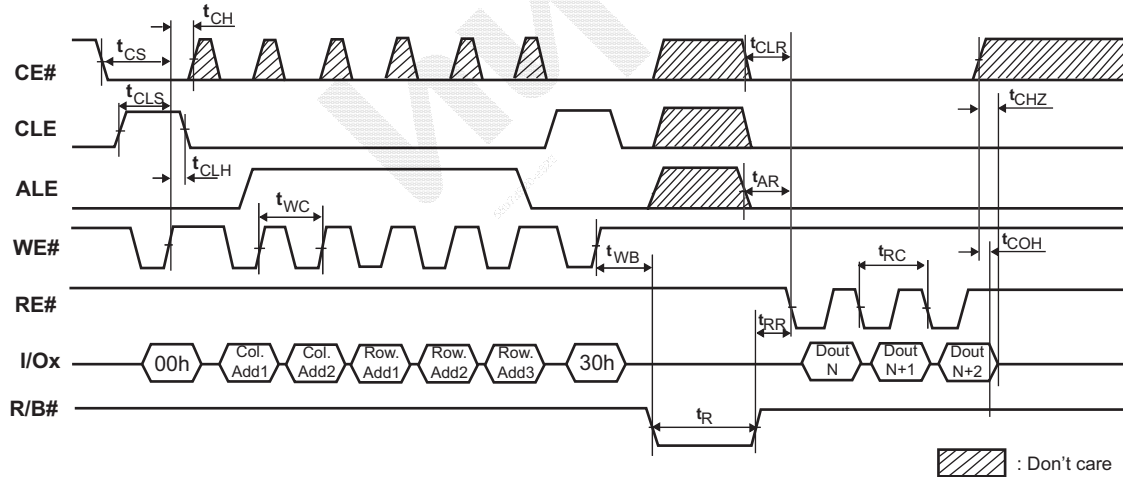 tCH
tCS
tCLR
CE#
tCLS
tCHZ
CLE
tCLH
tAR
ALE
tWC
WE#
tWB
tRC
tCOH
RE#
tRR
I/Ox
00h
Col. Add1
Col. Add2
Row. Add1
Row. Add2
Row. Add3
30h
Dout N
Dout N+1
Dout N+2
R/B#
tR
: Don't care